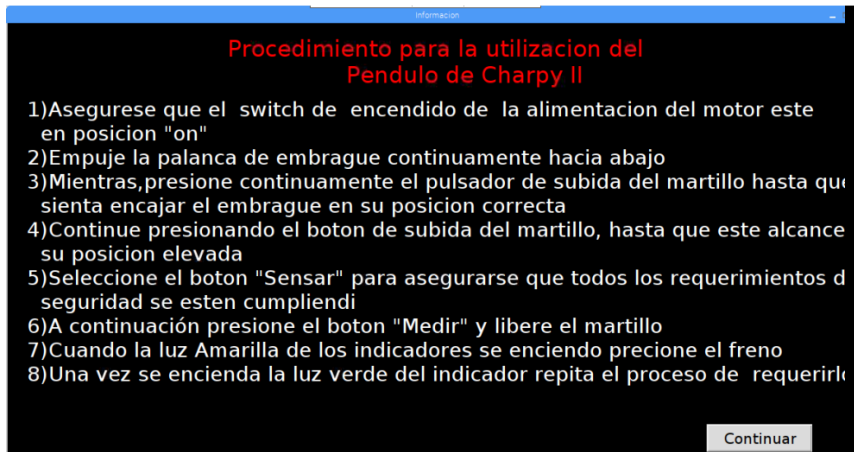 Informacion
Procedimiento para la utilizacion del
Pendulo de Charpy II
1)Asegurese que el switch de encendido de la alimentacion del motor este
en posicion "on"
2)Empuje la palanca de embrague continuamente hacia abajo
3)Mientras,presione continuamente el pulsador de subida del martillo hasta que
sienta encajar el embrague en su posicion correcta
4)Continue presionando el boton de subida del martillo, hasta que este alcance
su posicion elevada
5)Seleccione el boton "Sensar" para asegurarse que todos los requerimientos d
seguridad se esten cumpliendi
6)A continuación presione el boton "Medir" y libere el martillo
7)Cuando la luz Amarilla de los indicadores se enciendo precione el freno
8)Una vez se encienda la luz verde del indicador repita el proceso de requerirlo
Continuar